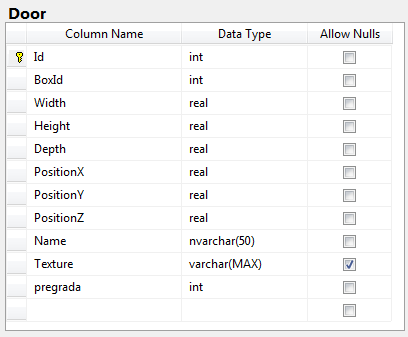 Door
Column Name Data Type Allow Nulls
Id int
BoxId int
Width real
Height real
Depth real
PositionX real
PositionY real
PositionZ real
Name nvarchar(50)
Texture varchar(MAX)
pregrada int